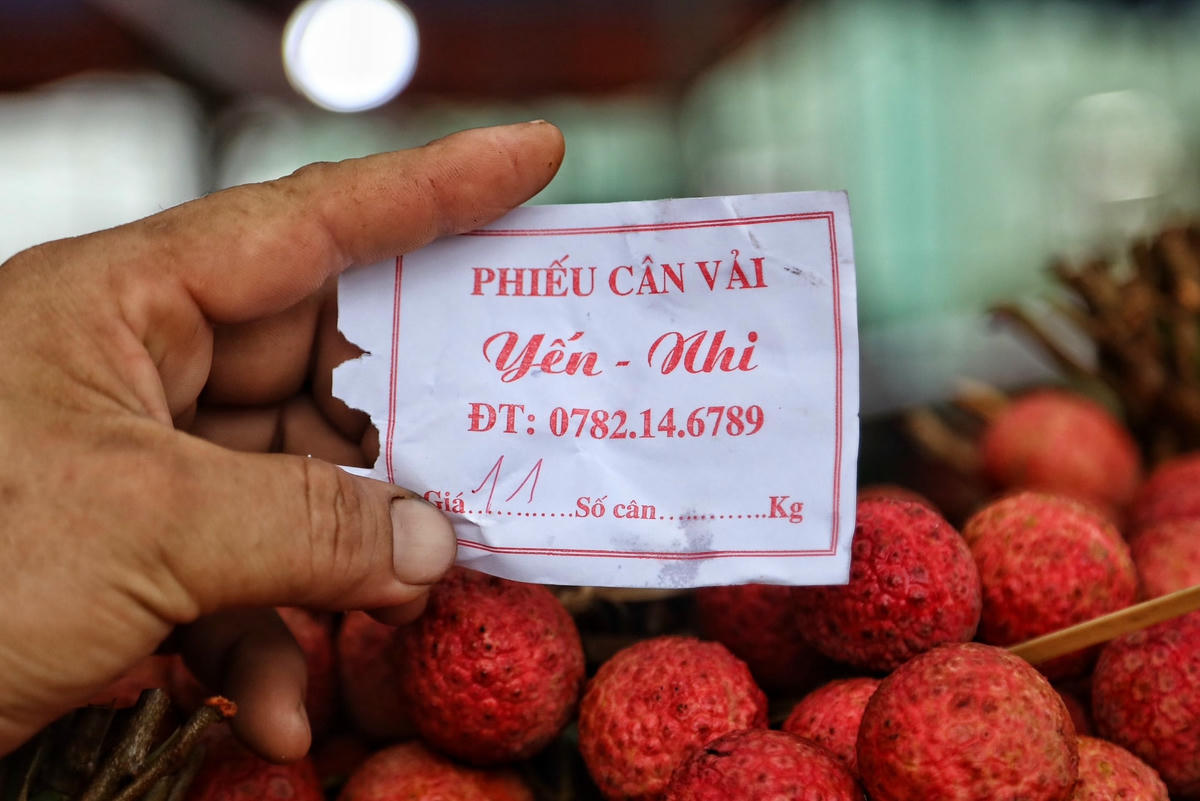 PHIẾU CÂN VẢI
Yến - Nhi
ĐT: 0782.14.6789
Giá 11 Số cân............Kg